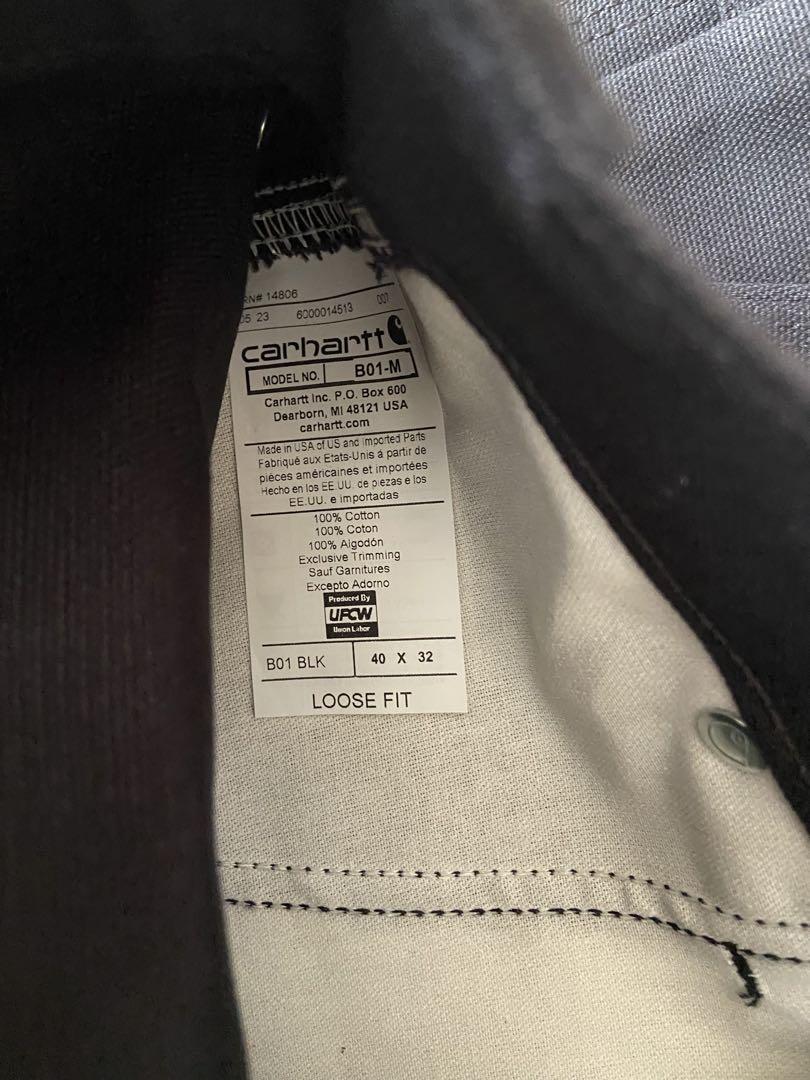 RN# 14806
05 23 6000014513 007
carhartt
MODEL NO. B01-M
Carhartt Inc. P.O. Box 600
Dearborn, MI 48121 USA
carhartt.com
Made in USA of US and Imported Parts
Fabriqué aux Etats-Unis à partir de
pièces américaines et importées
Hecho en los EE.UU. de piezas e los
EE.UU. e importadas
100% Cotton
100% Coton
100% Algodón
Exclusive Trimming
Sauf Garnitures
Excepto Adorno
Produced By
UFCW
Union Labor
B01 BLK 40 X 32
LOOSE FIT